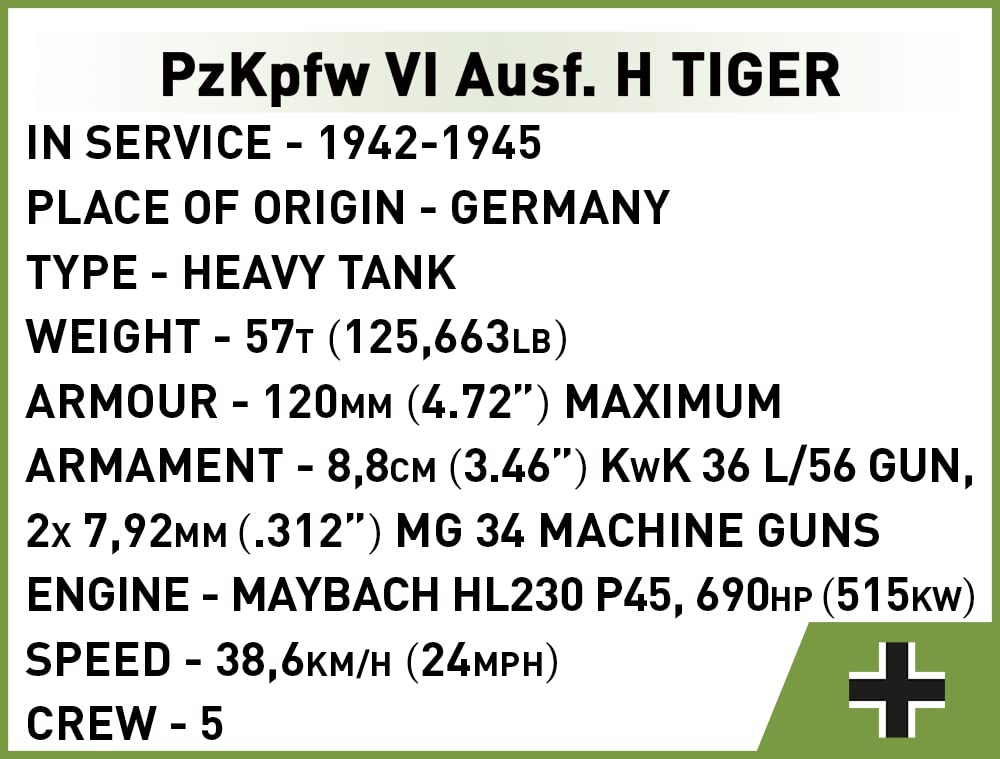 PzKpfw VI Ausf. H TIGER
IN SERVICE - 1942-1945
PLACE OF ORIGIN - GERMANY
TYPE - HEAVY TANK
WEIGHT - 57T (125,663LB)
ARMOUR - 120MM (4.72”) MAXIMUM
ARMAMENT - 8,8CM (3.46”) KWK 36 L/56 GUN,
2X 7,92MM (.312”) MG 34 MACHINE GUNS
ENGINE - MAYBACH HL230 P45, 690HP (515KW)
SPEED - 38,6KM/H (24MPH)
CREW - 5